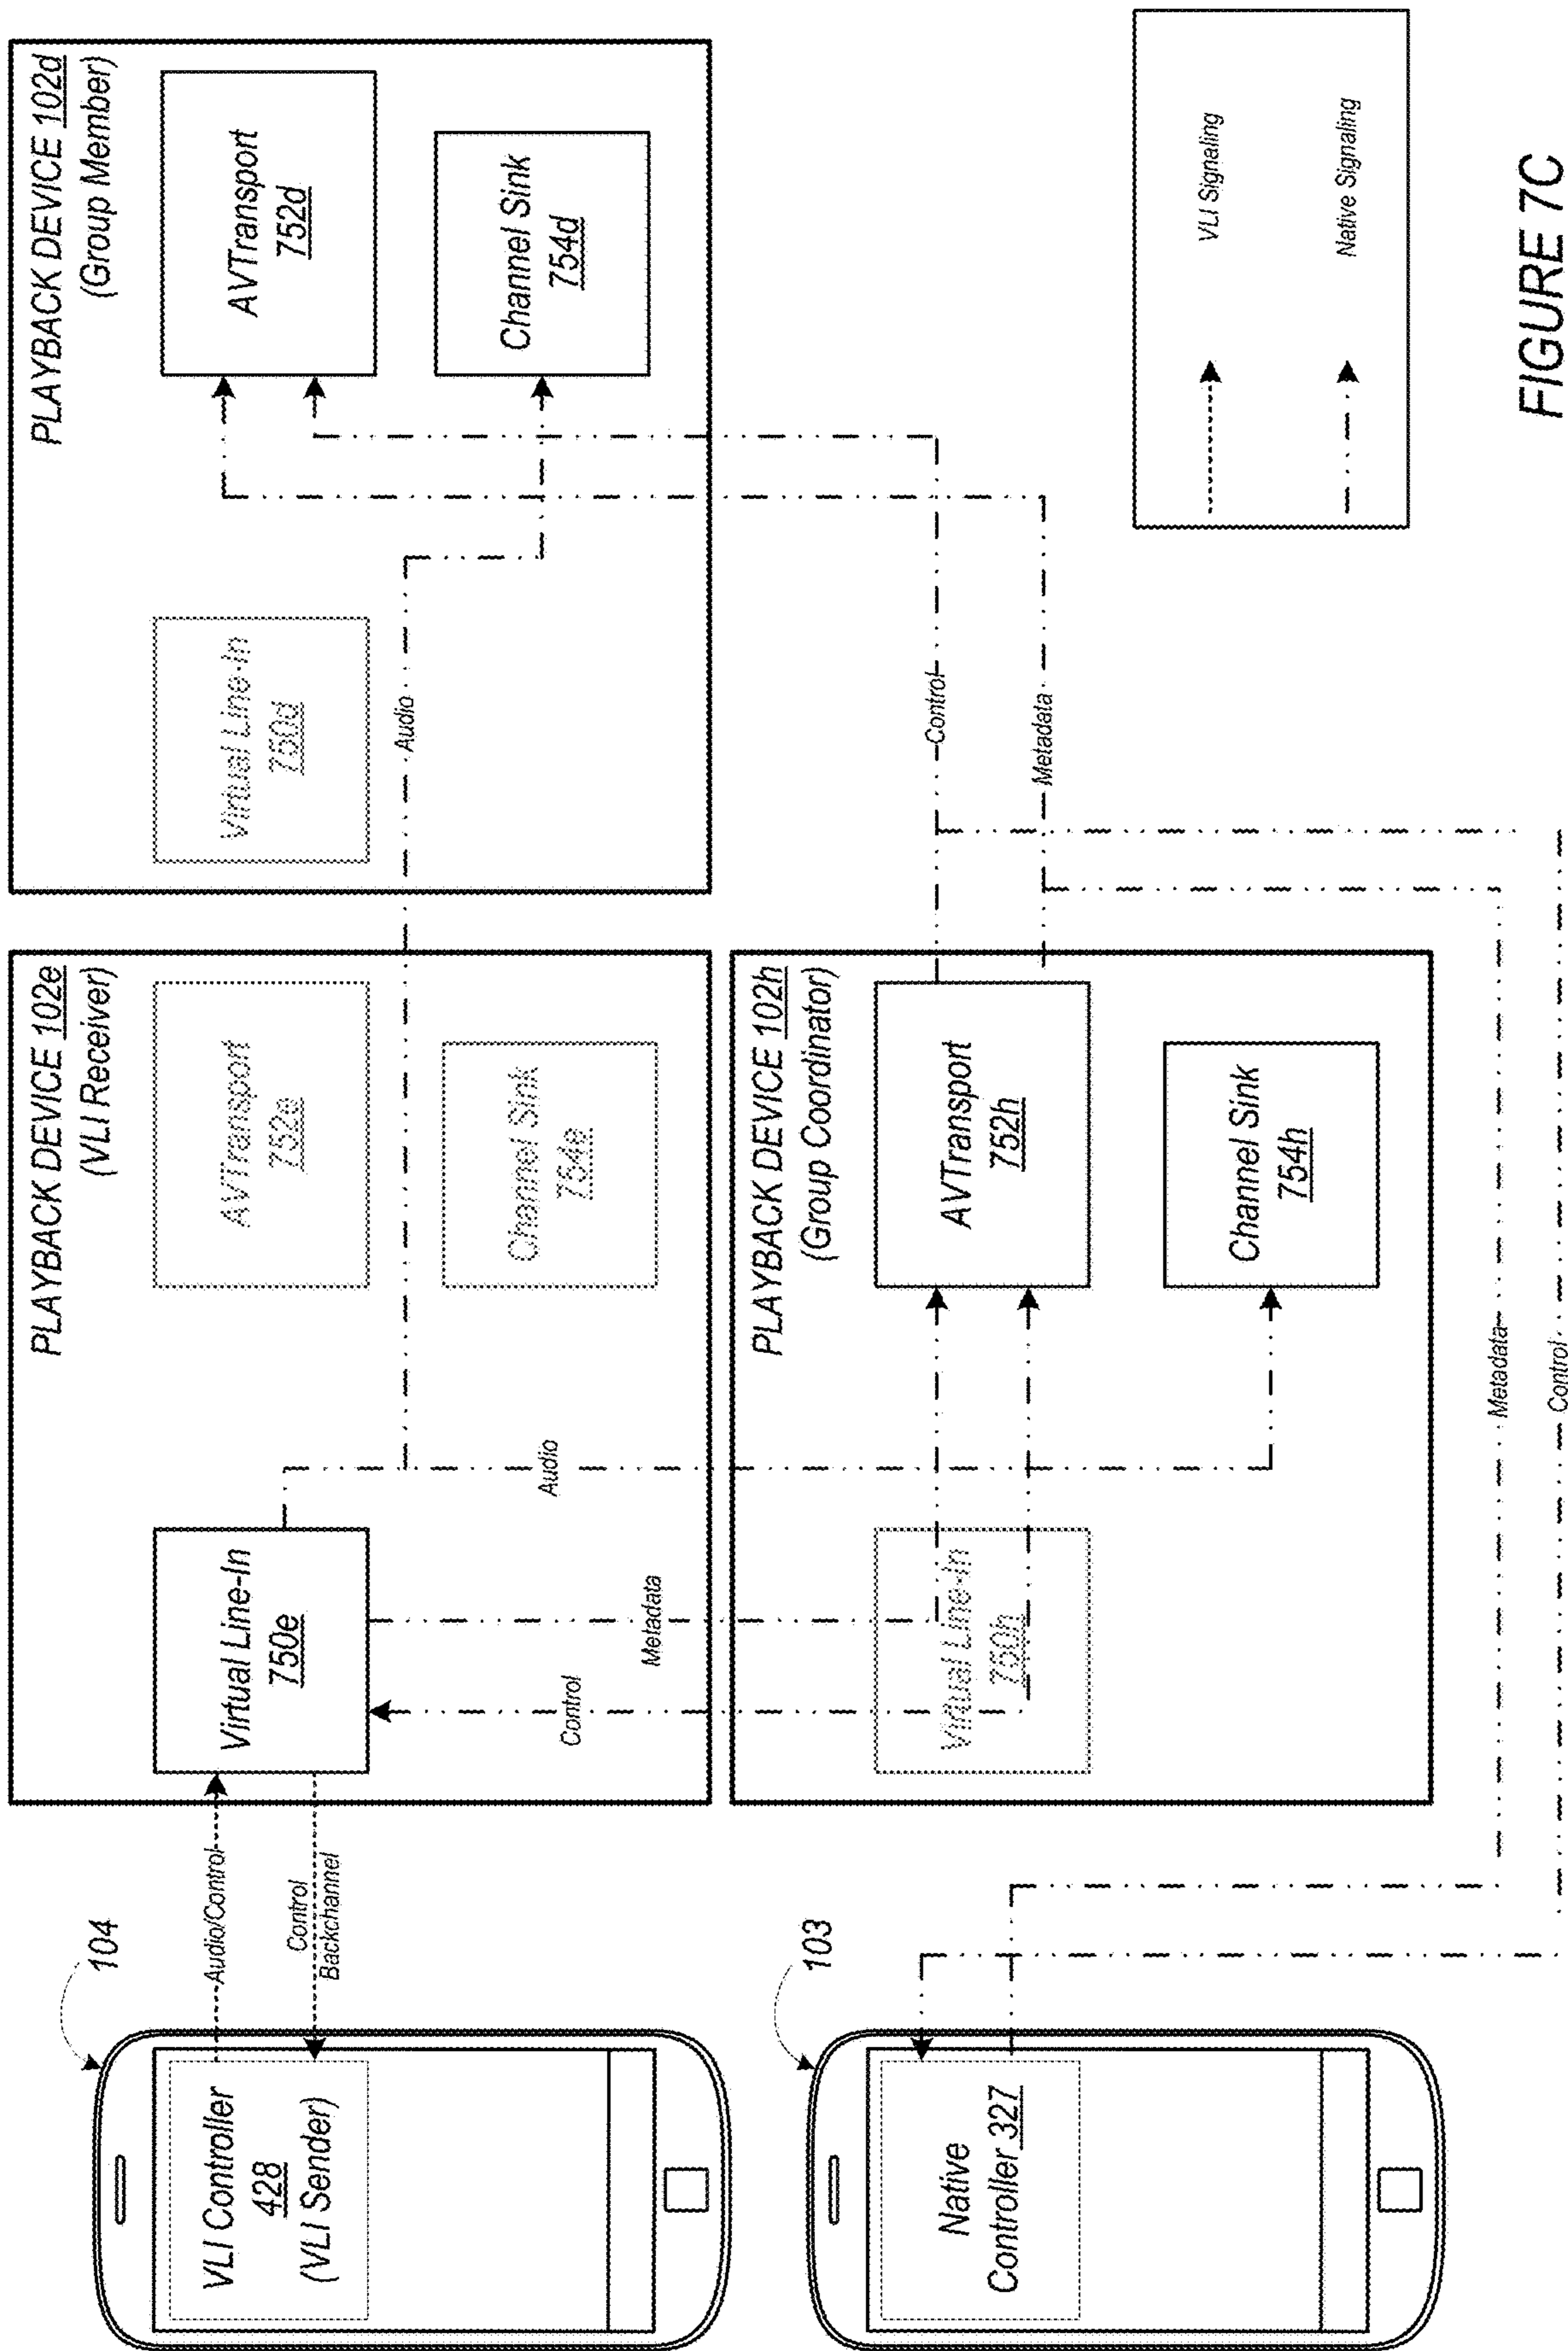 104
VLI Controller
428
(VLI Sender)
Audio/Control
Control
Backchannel
PLAYBACK DEVICE 102e
(VLI Receiver)
Virtual Line-In
750e
AVTransport
752e
Channel Sink
754e
Audio
Metadata
Control
PLAYBACK DEVICE 102d
(Group Member)
Virtual Line-In
750d
AVTransport
752d
Channel Sink
754d
Audio
103
Native
Controller 327
PLAYBACK DEVICE 102h
(Group Coordinator)
Virtual Line-In
750h
AVTransport
752h
Channel Sink
754h
Control
Metadata
Metadata
Control
VLI Signaling
Native Signaling
FIGURE 7C